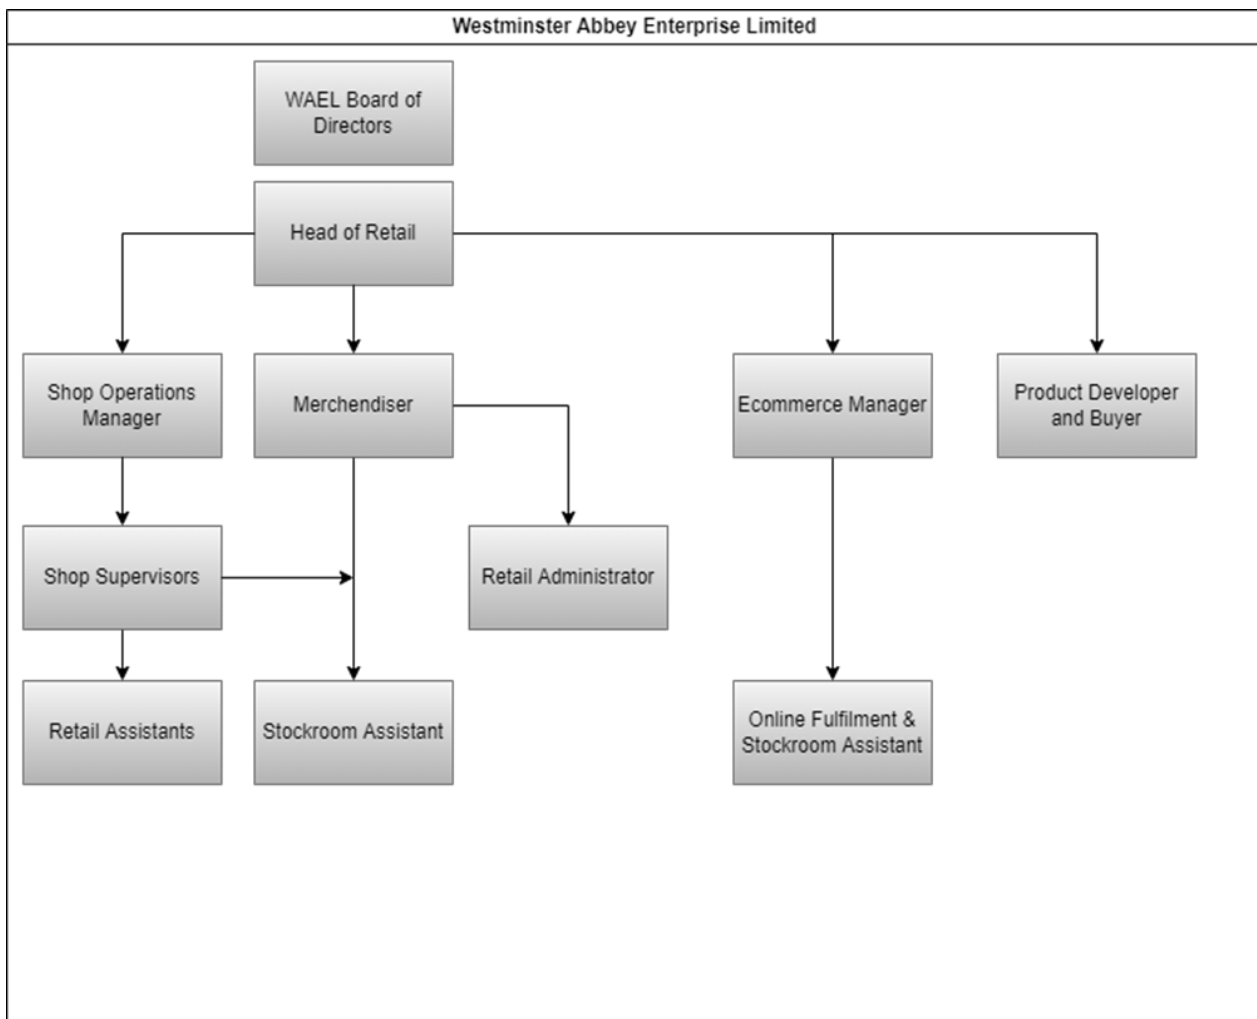 Westminster Abbey Enterprise Limited
WAEL Board of
Directors
Head of Retail
Shop Operations
Manager
Merchendiser
Ecommerce Manager
Product Developer
and Buyer
Shop Supervisors
Retail Administrator
Retail Assistants
Stockroom Assistant
Online Fulfilment &
Stockroom Assistant